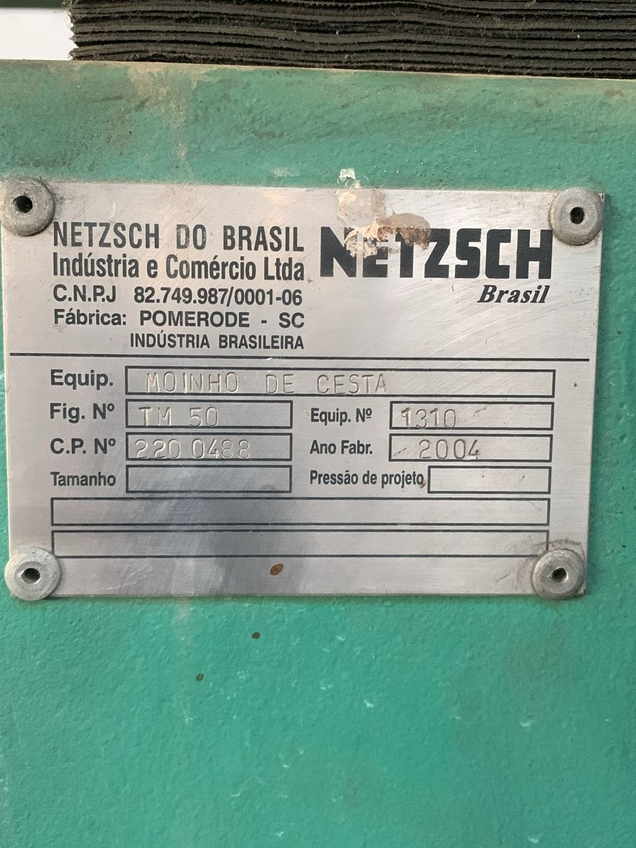 NETZSCH DO BRASIL
Indústria e Comércio Ltda
C.N.P.J 82.749.987/0001-06
Fábrica: POMERODE - SC
INDÚSTRIA BRASILEIRA
NETZSCH
Brasil
Equip. MOINHO DE CESTA
Fig. Nº TM 50 Equip. Nº 1310
C.P. Nº 220 0488 Ano Fabr. 2004
Tamanho Pressão de projeto